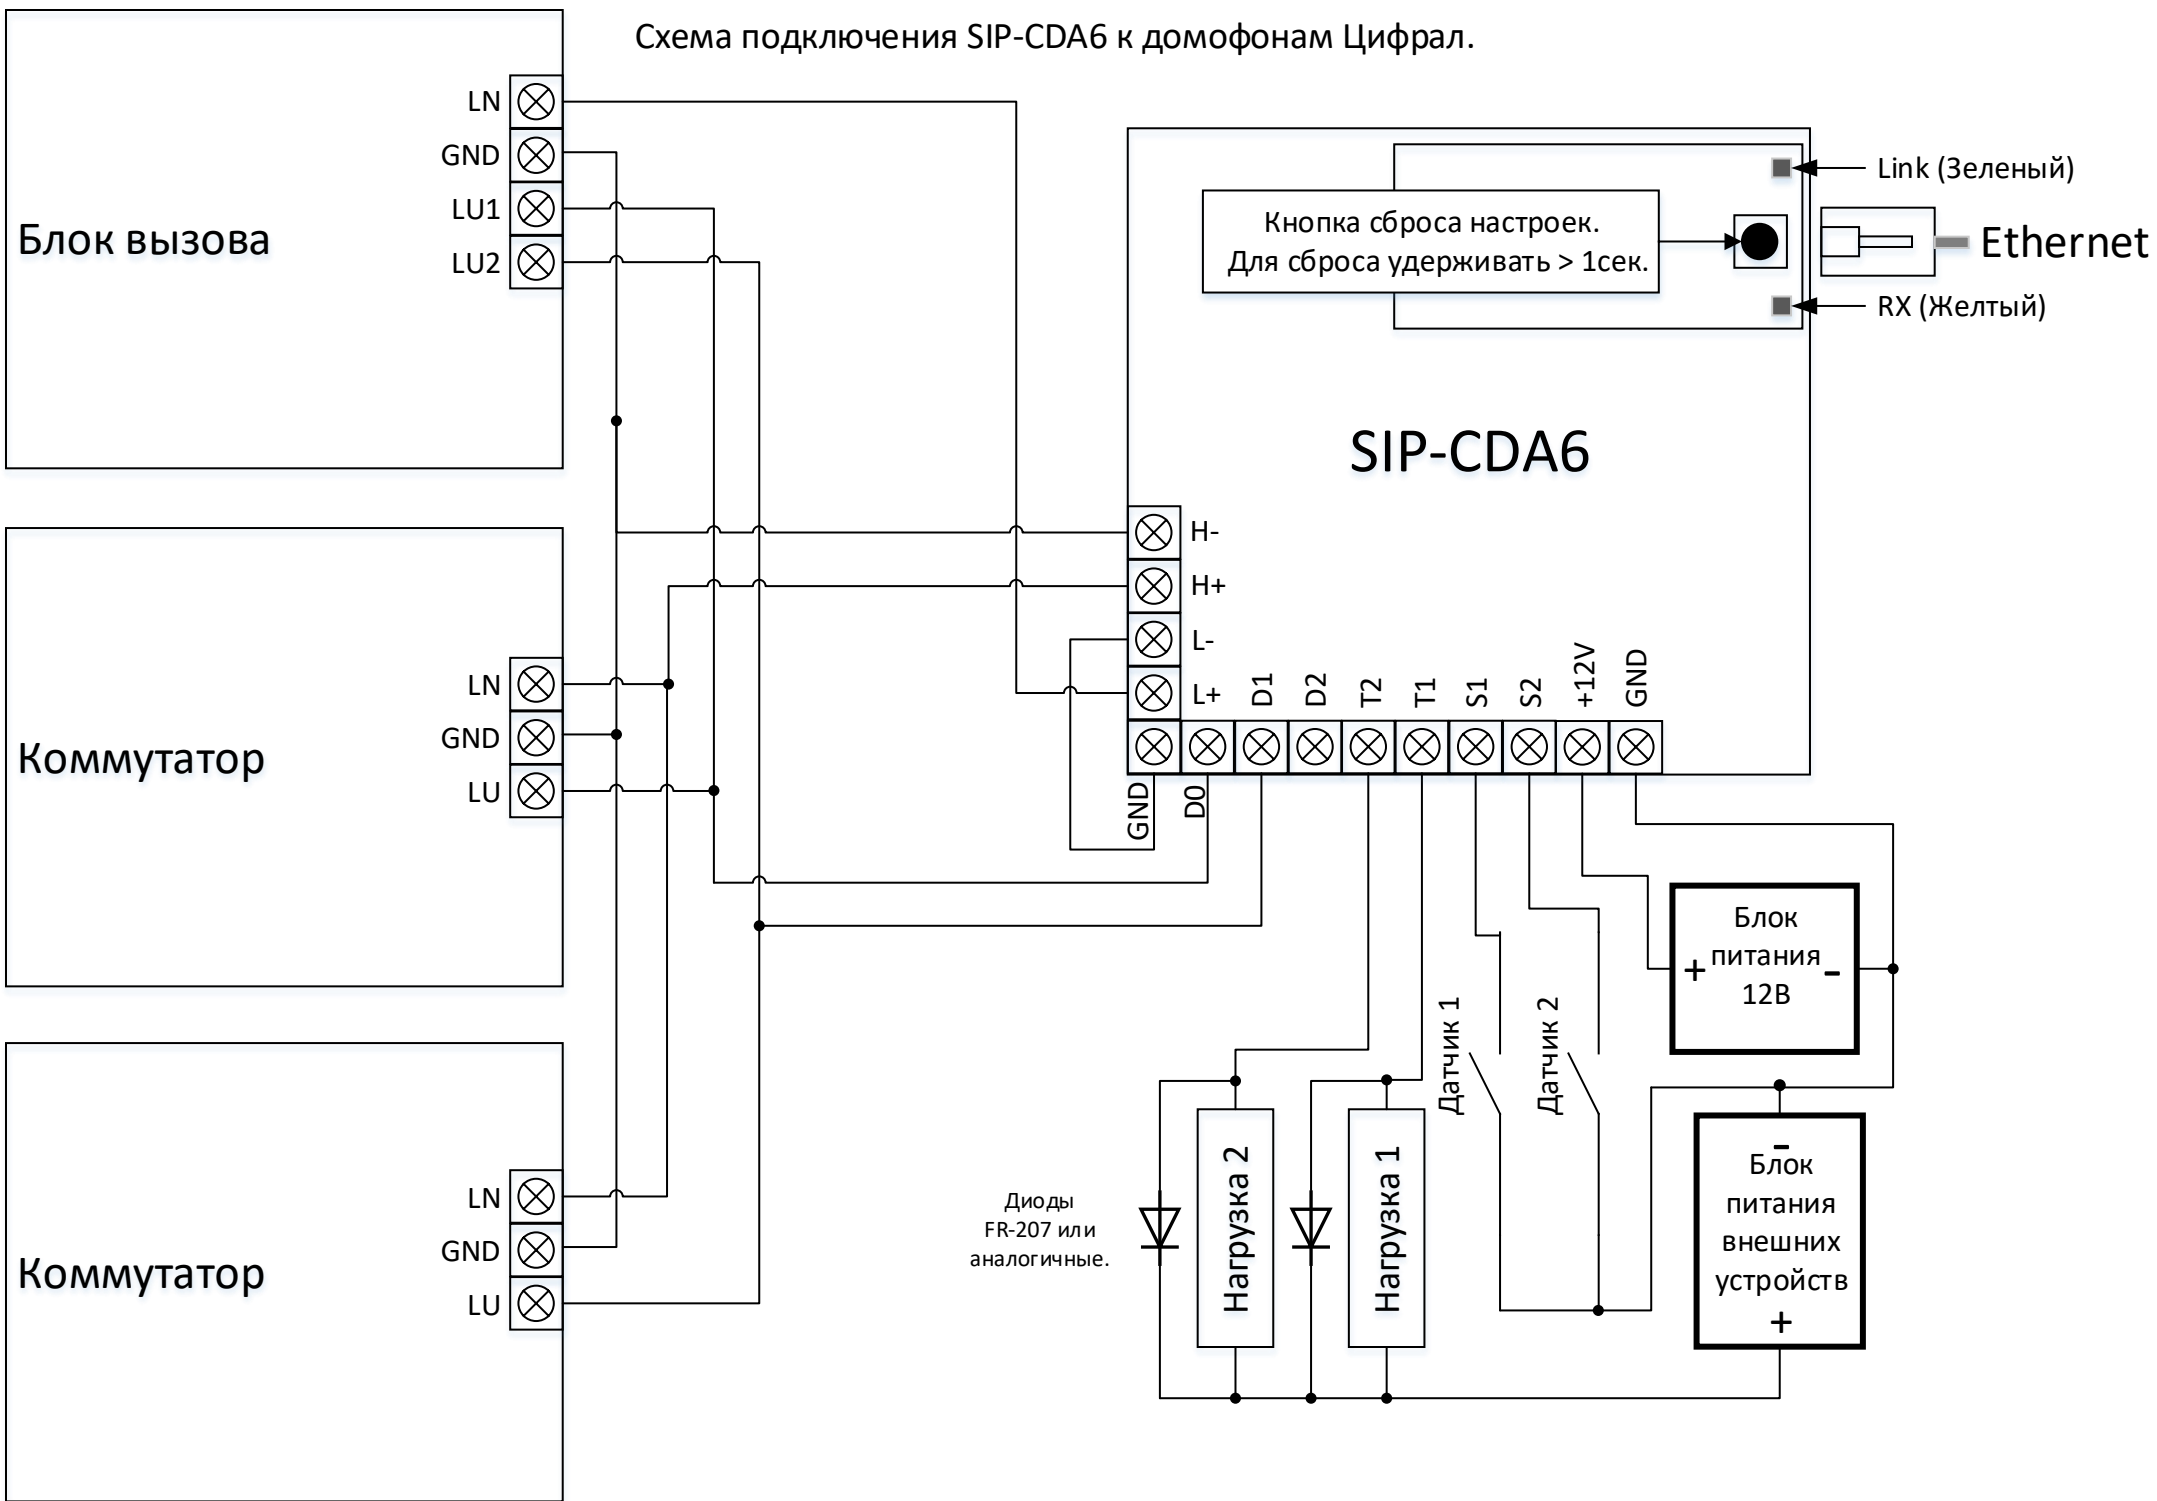 Схема подключения SIP-CDA6 к домофонам Цифрал.
Блок вызова
LN
GND
LU1
LU2
Коммутатор
LN
GND
LU
Коммутатор
LN
GND
LU
Link (Зеленый)
Кнопка сброса настроек.
Для сброса удерживать > 1сек.
Ethernet
RX (Желтый)
SIP-CDA6
H-
H+
L-
L+
GND
D0
D1
D2
T2
T1
S1
S2
+12V
GND
Блок
питания
12В
+
-
Датчик 1
Датчик 2
Диоды
FR-207 или
аналогичные.
Нагрузка 2
Нагрузка 1
-
Блок
питания
внешних
устройств
+